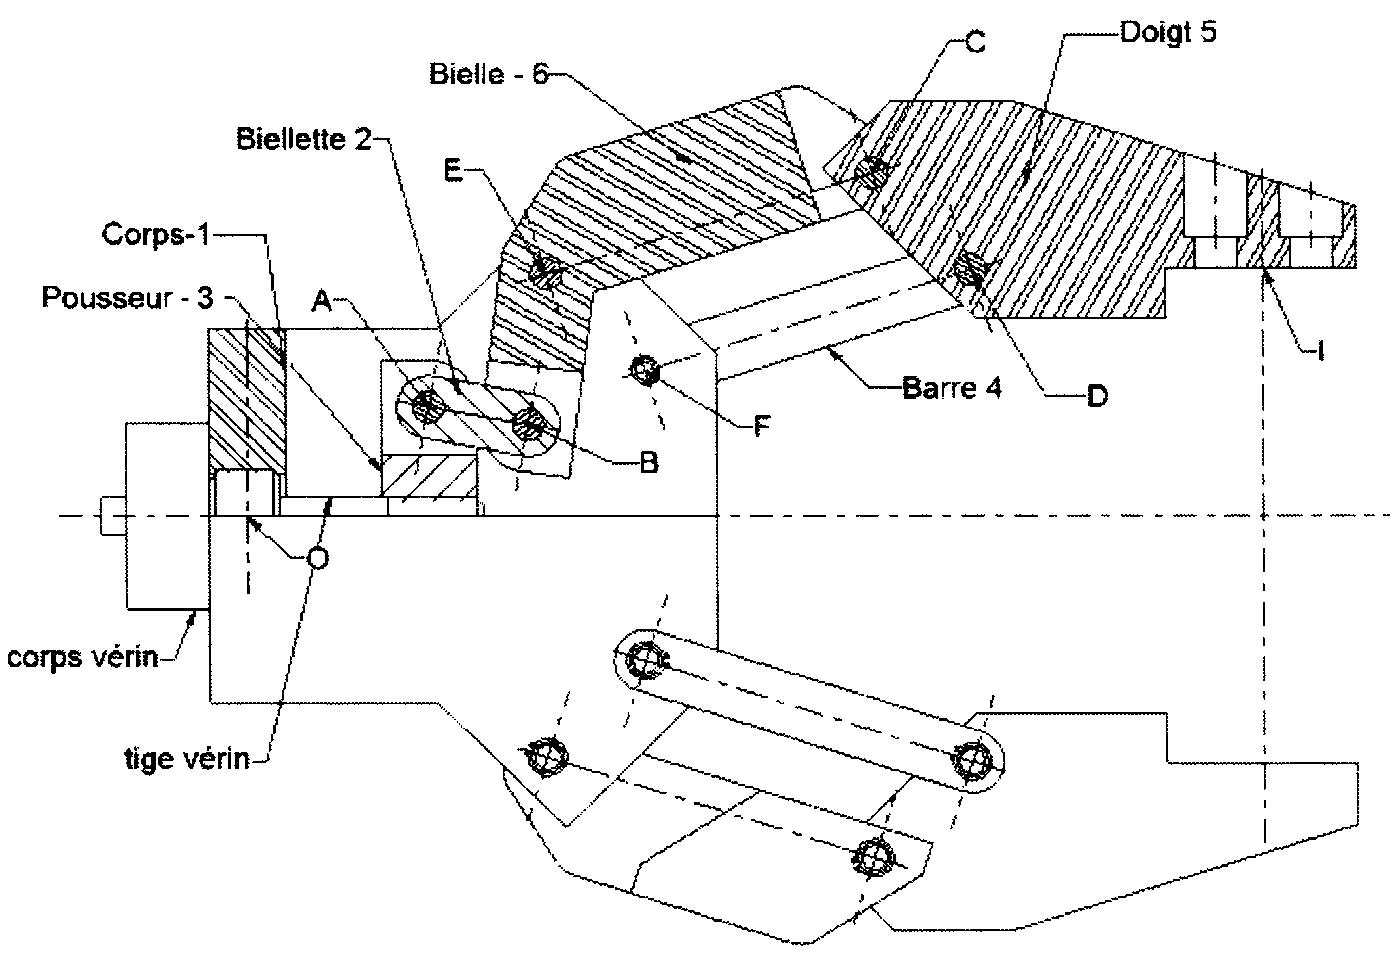 Doigt 5
C
Bielle - 6
Biellette 2
E
Corps-1
Pousseur - 3
A
I
Barre 4
D
F
B
O
corps vérin
tige vérin